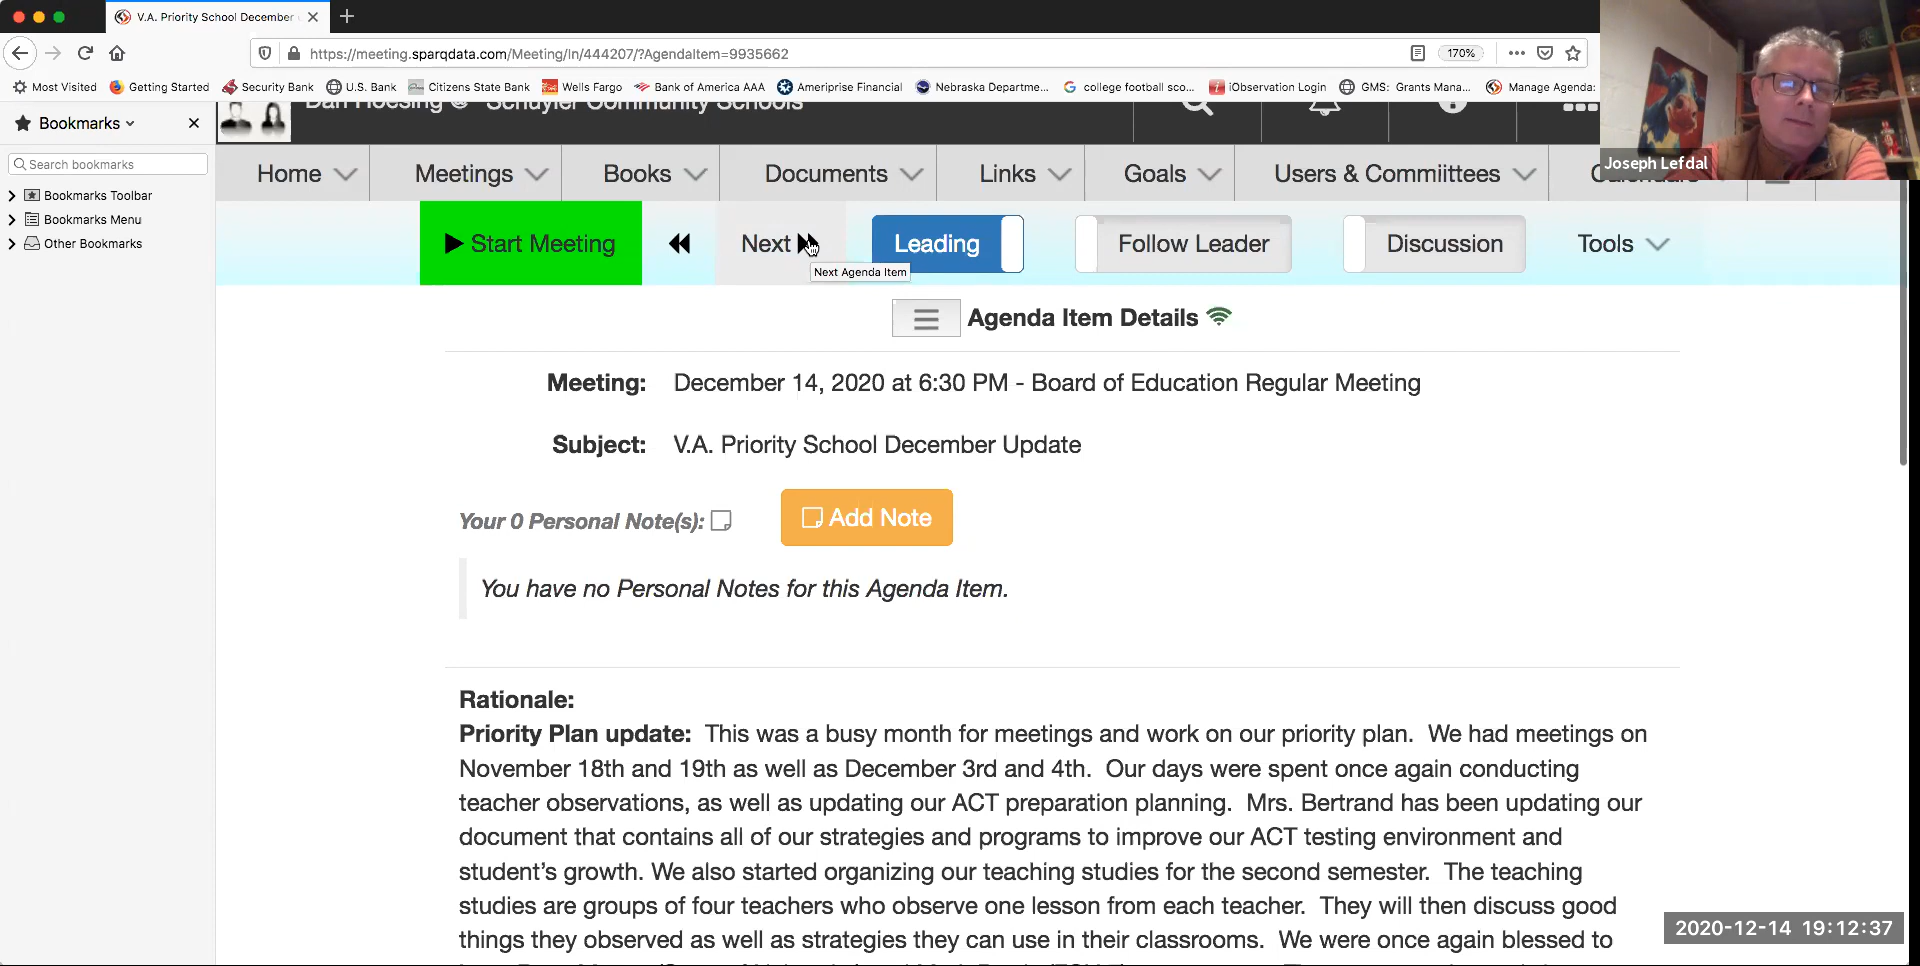 V.A. Priority School December
https://meeting.sparqdata.com/Meeting/In/444207/?AgendaItem=9935662
170%
Most Visited Getting Started Security Bank U.S. Bank Citizens State Bank Wells Fargo Bank of America AAA Ameriprise Financial Nebraska Departme... college football sco... iObservation Login GMS: Grants Mana... Manage Agenda:
Bookmarks
Dan Hoesing @ Schuyler Community Schools
Search bookmarks
Joseph Lefdal
Home Meetings Books Documents Links Goals Users & Commiittees Calendars
Bookmarks Toolbar
Bookmarks Menu
Other Bookmarks
Start Meeting Next Leading Follow Leader Discussion Tools
Next Agenda Item
Agenda Item Details
Meeting: December 14, 2020 at 6:30 PM - Board of Education Regular Meeting
Subject: V.A. Priority School December Update
Your 0 Personal Note(s): Add Note
You have no Personal Notes for this Agenda Item.
Rationale:
Priority Plan update: This was a busy month for meetings and work on our priority plan. We had meetings on
November 18th and 19th as well as December 3rd and 4th. Our days were spent once again conducting
teacher observations, as well as updating our ACT preparation planning. Mrs. Bertrand has been updating our
document that contains all of our strategies and programs to improve our ACT testing environment and
student's growth. We also started organizing our teaching studies for the second semester. The teaching
studies are groups of four teachers who observe one lesson from each teacher. They will then discuss good
things they observed as well as strategies they can use in their classrooms. We were once again blessed to
2020-12-14 19:12:37